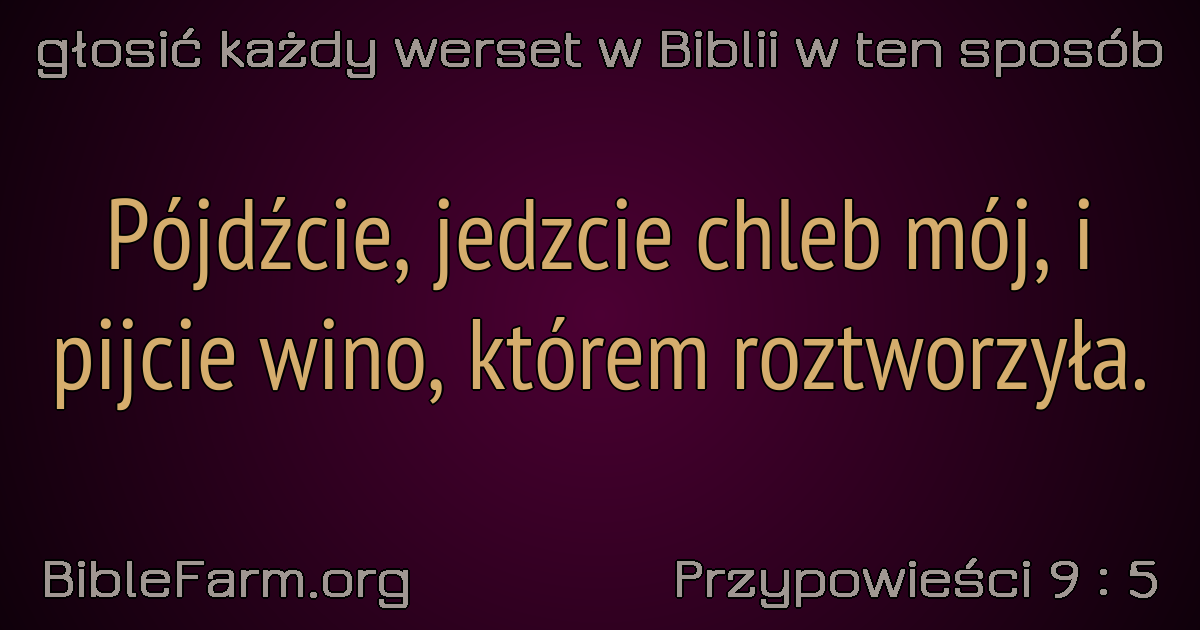 głosić każdy werset w Biblii w ten sposób
Pójdźcie, jedzcie chleb mój, i
pijcie wino, którem roztworzyła.
BibleFarm.org
Przypowieści 9 : 5